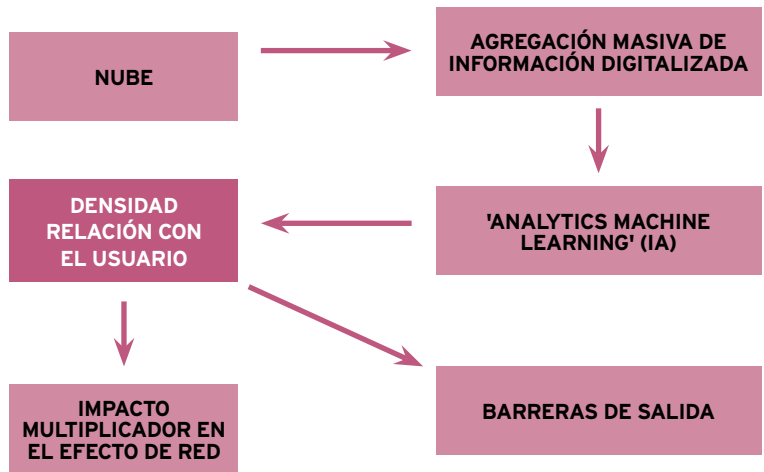 NUBE
AGREGACIÓN MASIVA DE
INFORMACIÓN DIGITALIZADA
DENSIDAD
RELACIÓN CON
EL USUARIO
'ANALYTICS MACHINE
LEARNING' (IA)
IMPACTO
MULTIPLICADOR EN
EL EFECTO DE RED
BARRERAS DE SALIDA